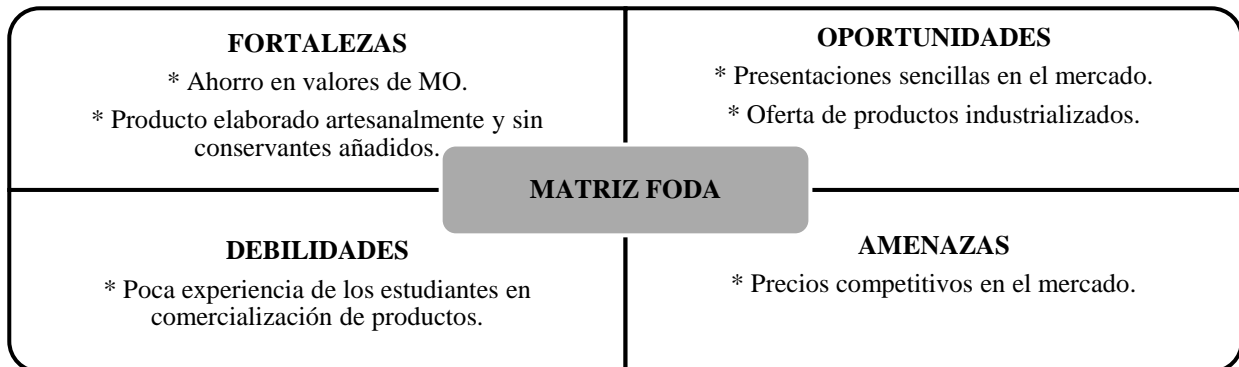 FORTALEZAS
* Ahorro en valores de MO.
* Producto elaborado artesanalmente y sin
conservantes añadidos.
OPORTUNIDADES
* Presentaciones sencillas en el mercado.
* Oferta de productos industrializados.
MATRIZ FODA
DEBILIDADES
* Poca experiencia de los estudiantes en
comercialización de productos.
AMENAZAS
* Precios competitivos en el mercado.